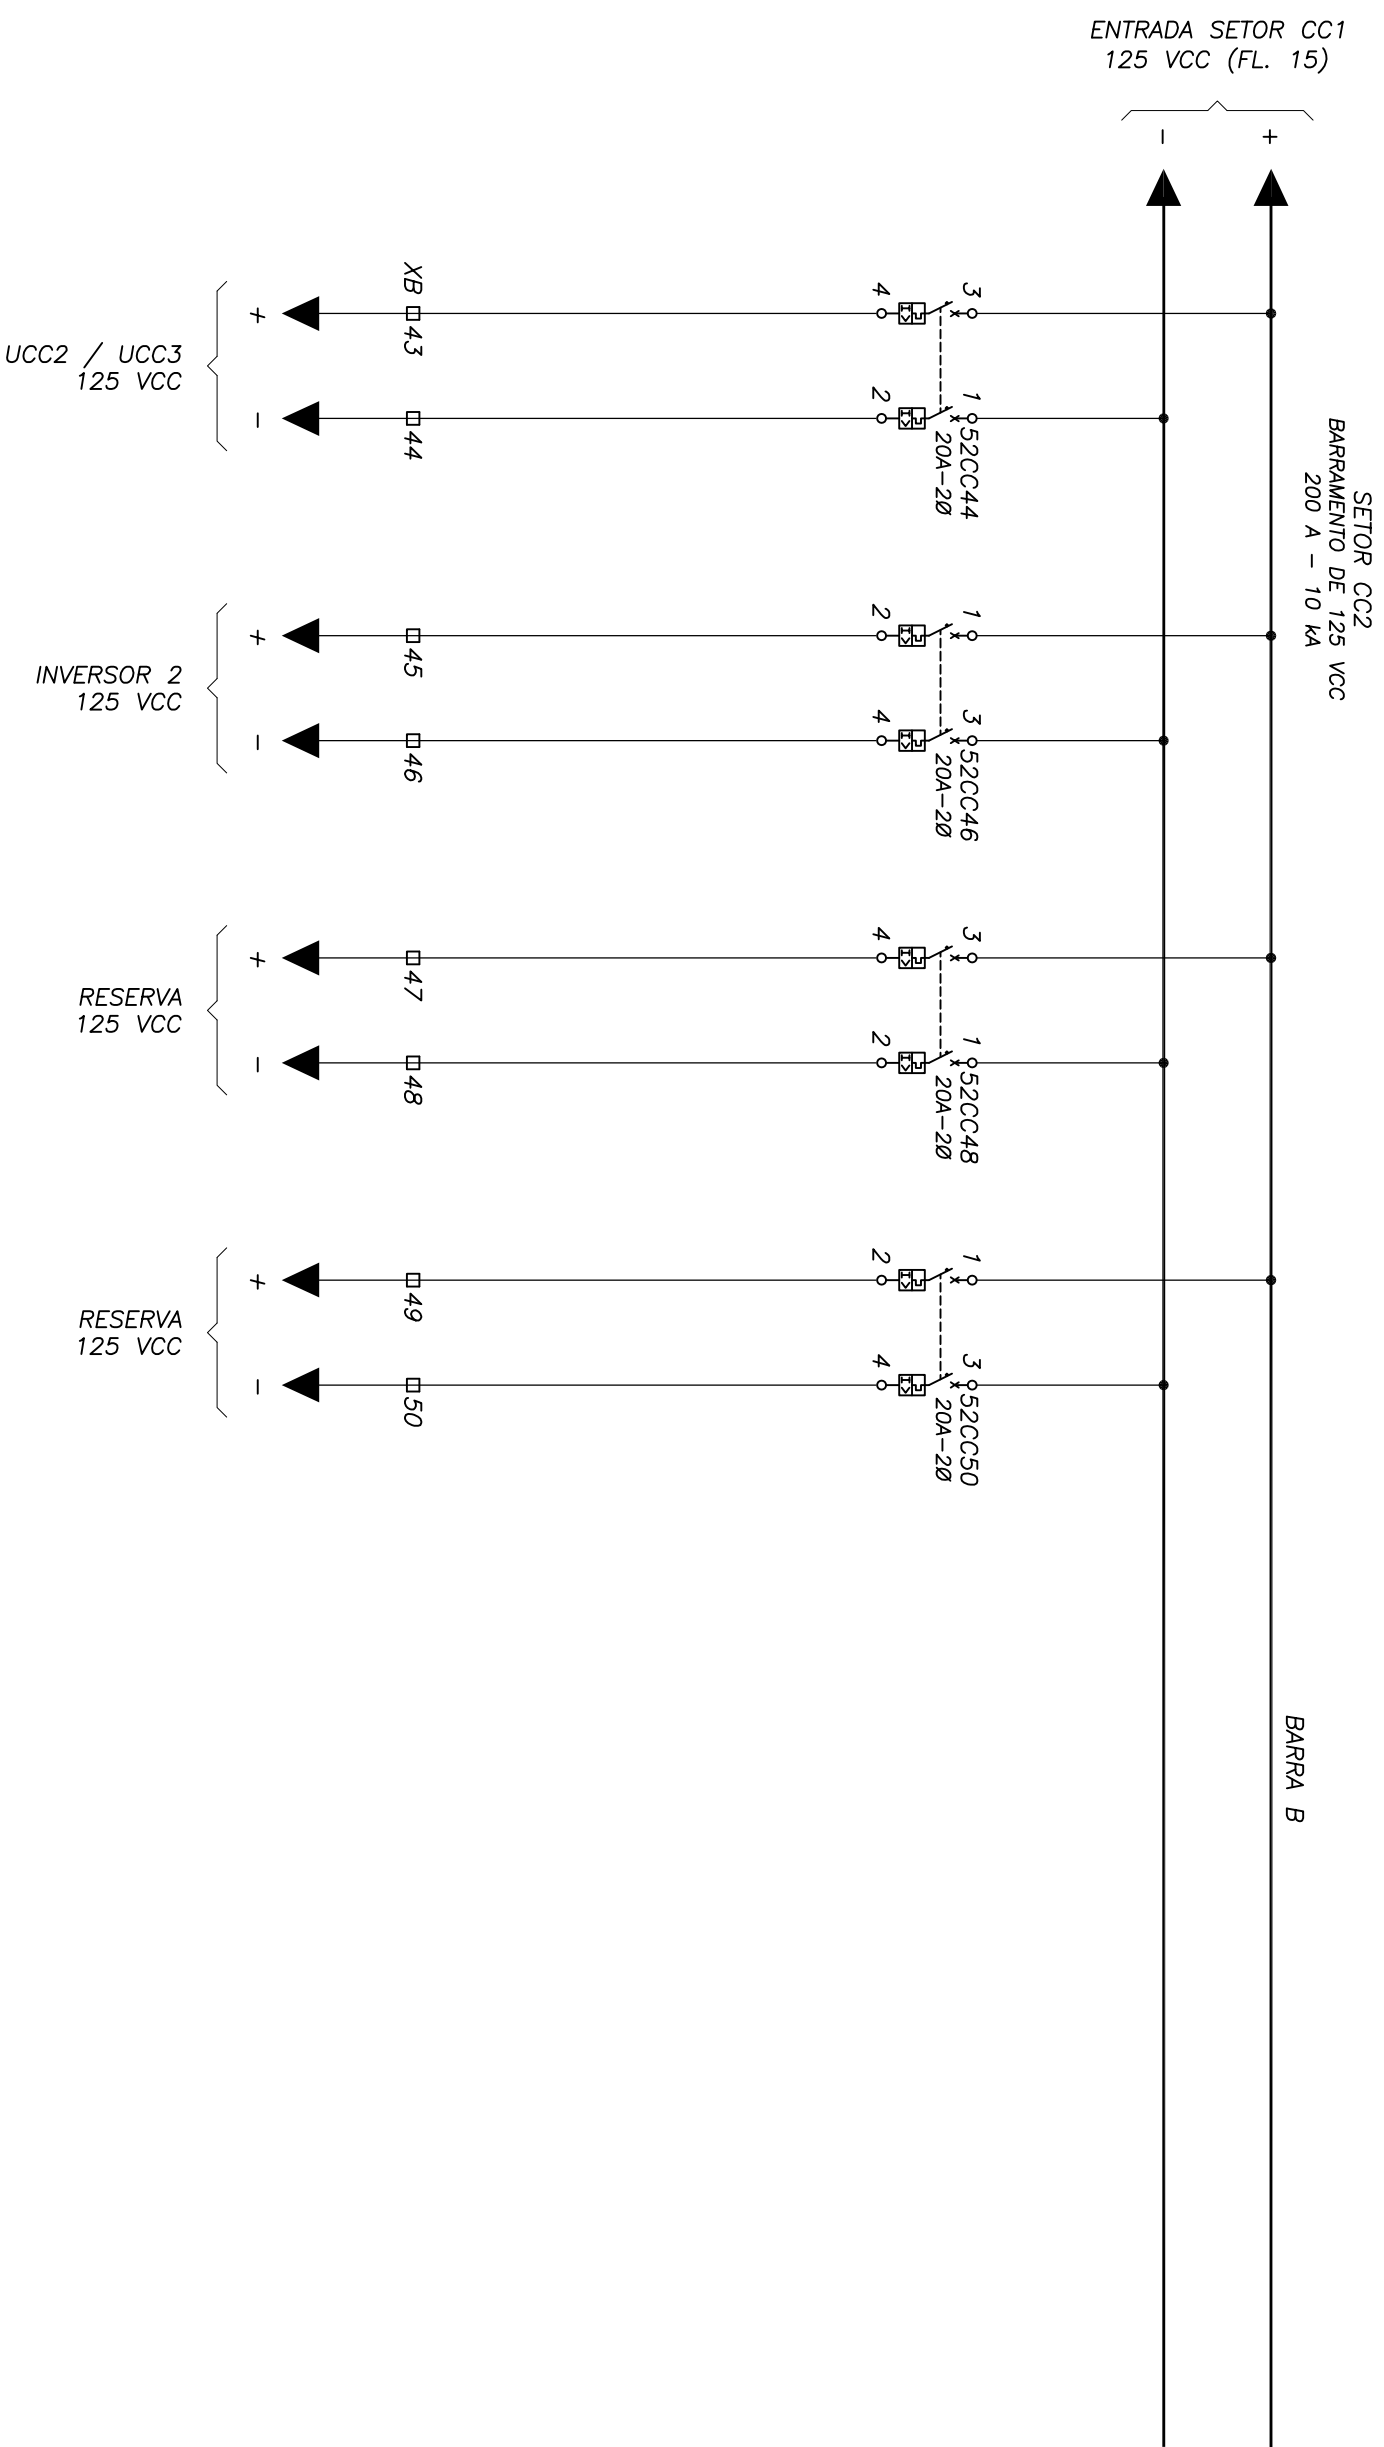 ENTRADA SETOR CC1
125 VCC (FL. 15)
- +
SETOR CC2
BARRAMENTO DE 125 VCC
200 A - 10 kA
BARRA B
3
4
1
2
52CC44
20A-2Ø
XB
43
44
+
-
UCC2 / UCC3
125 VCC
1
2
3
4
52CC46
20A-2Ø
45
46
+
-
INVERSOR 2
125 VCC
3
4
1
2
52CC48
20A-2Ø
47
48
+
-
RESERVA
125 VCC
1
2
3
4
52CC50
20A-2Ø
49
50
+
-
RESERVA
125 VCC